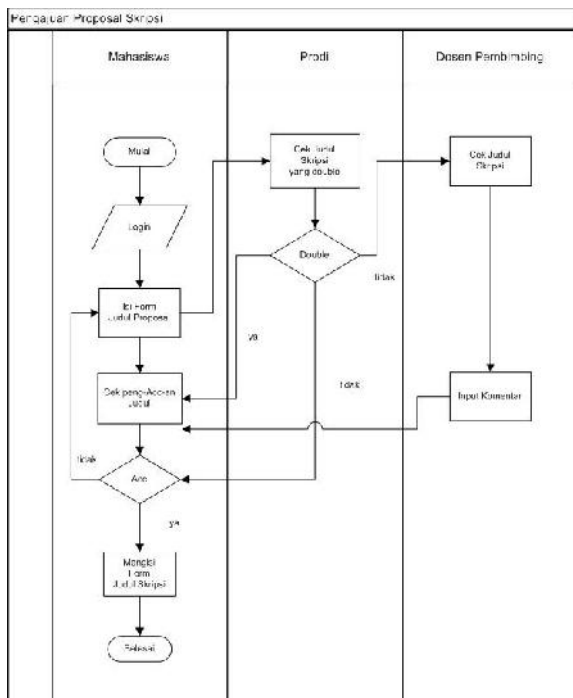 Pengajuan Proposal Skripsi
Mahasiswa
Prodi
Dosen Pembimbing
Mulai
Cek Judul
Skripsi
yang double
Cek Judul
Skripsi
Login
Double
tidak
Isi Form
Judul Proposal
ya
tidak
Cek peng-Acc-an
Judul
Input Komentar
tidak
Acc
ya
Mengisi
Form
Judul Skripsi
Selesai